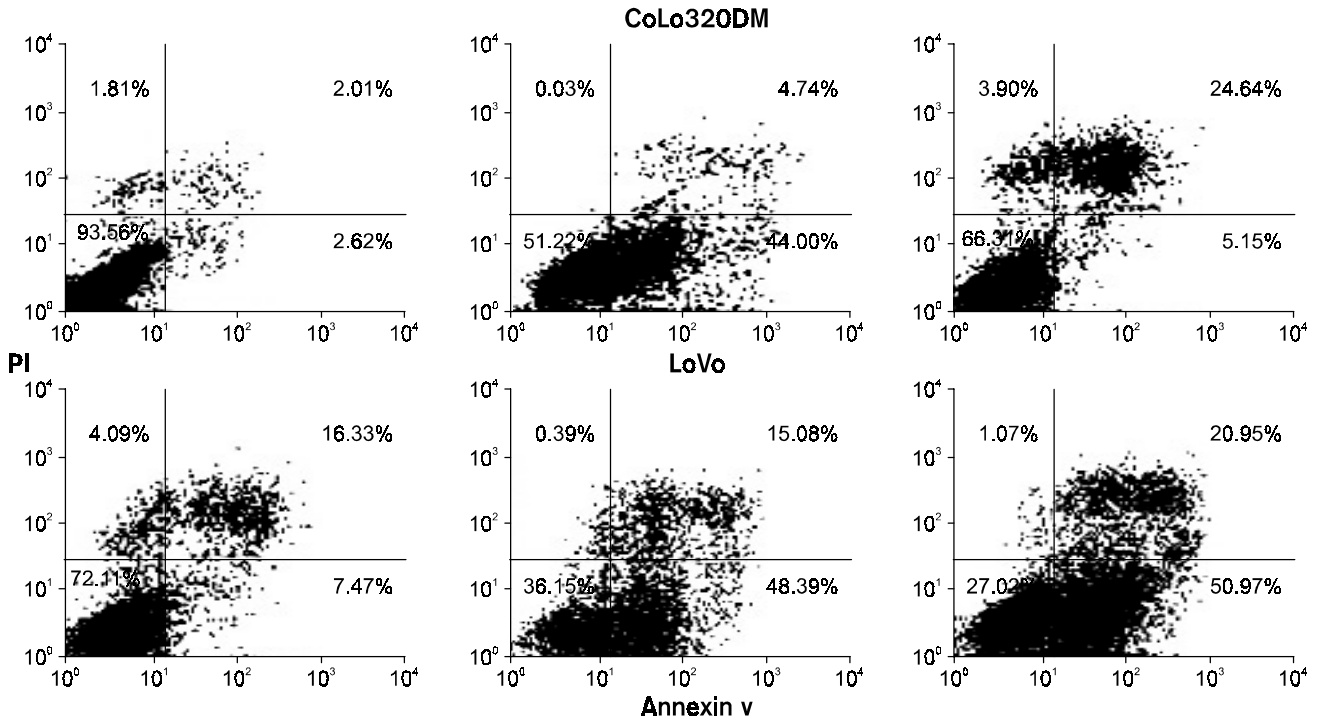 CoLo320DM
10⁴ 10⁴ 10⁴
1.81% 2.01% 0.03% 4.74% 3.90% 24.64%
10³ 10³ 10³
10² 10² 10²
93.56% 2.62% 51.22% 44.00% 66.31% 5.15%
10¹ 10¹ 10¹
10⁰ 10⁰ 10⁰
10⁰ 10¹ 10² 10³ 10⁴ 10⁰ 10¹ 10² 10³ 10⁴ 10⁰ 10¹ 10² 10³ 10⁴
PI LoVo
10⁴ 10⁴ 10⁴
4.09% 16.33% 0.39% 15.08% 1.07% 20.95%
10³ 10³ 10³
10² 10² 10²
72.11% 7.47% 36.15% 48.39% 27.02% 50.97%
10¹ 10¹ 10¹
10⁰ 10⁰ 10⁰
10⁰ 10¹ 10² 10³ 10⁴ 10⁰ 10¹ 10² 10³ 10⁴ 10⁰ 10¹ 10² 10³ 10⁴
Annexin v